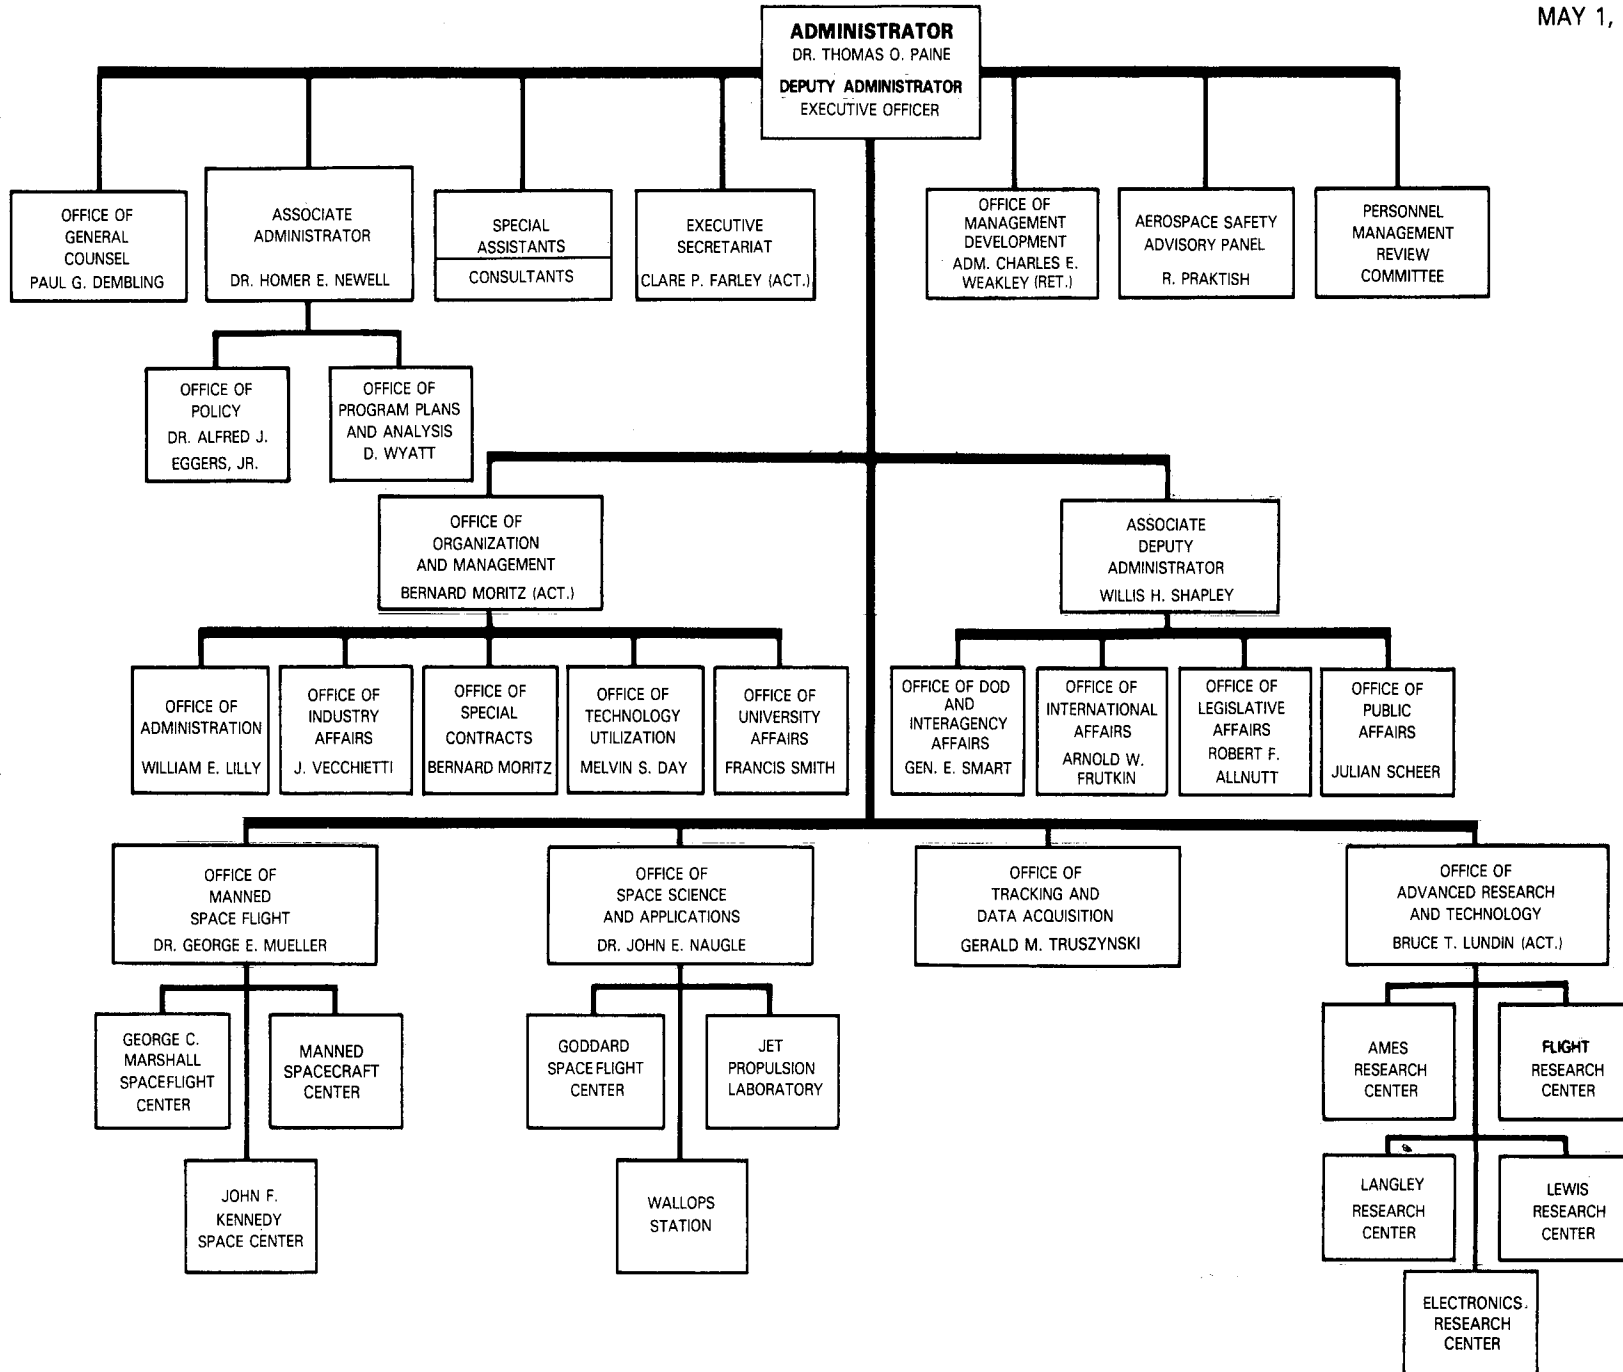 MAY 1,
ADMINISTRATOR
DR. THOMAS O. PAINE
DEPUTY ADMINISTRATOR
EXECUTIVE OFFICER
OFFICE OF
GENERAL
COUNSEL
PAUL G. DEMBLING
ASSOCIATE
ADMINISTRATOR
DR. HOMER E. NEWELL
SPECIAL
ASSISTANTS
CONSULTANTS
EXECUTIVE
SECRETARIAT
CLARE P. FARLEY (ACT.)
OFFICE OF
MANAGEMENT
DEVELOPMENT
ADM. CHARLES E.
WEAKLEY (RET.)
AEROSPACE SAFETY
ADVISORY PANEL
R. PRAKTISH
PERSONNEL
MANAGEMENT
REVIEW
COMMITTEE
OFFICE OF
POLICY
DR. ALFRED J.
EGGERS, JR.
OFFICE OF
PROGRAM PLANS
AND ANALYSIS
D. WYATT
OFFICE OF
ORGANIZATION
AND MANAGEMENT
BERNARD MORITZ (ACT.)
ASSOCIATE
DEPUTY
ADMINISTRATOR
WILLIS H. SHAPLEY
OFFICE OF
ADMINISTRATION
WILLIAM E. LILLY
OFFICE OF
INDUSTRY
AFFAIRS
J. VECCHIETTI
OFFICE OF
SPECIAL
CONTRACTS
BERNARD MORITZ
OFFICE OF
TECHNOLOGY
UTILIZATION
MELVIN S. DAY
OFFICE OF
UNIVERSITY
AFFAIRS
FRANCIS SMITH
OFFICE OF DOD
AND
INTERAGENCY
AFFAIRS
GEN. E. SMART
OFFICE OF
INTERNATIONAL
AFFAIRS
ARNOLD W.
FRUTKIN
OFFICE OF
LEGISLATIVE
AFFAIRS
ROBERT F.
ALLNUTT
OFFICE OF
PUBLIC
AFFAIRS
JULIAN SCHEER
OFFICE OF
MANNED
SPACE FLIGHT
DR. GEORGE E. MUELLER
OFFICE OF
SPACE SCIENCE
AND APPLICATIONS
DR. JOHN E. NAUGLE
OFFICE OF
TRACKING AND
DATA ACQUISITION
GERALD M. TRUSZYNSKI
OFFICE OF
ADVANCED RESEARCH
AND TECHNOLOGY
BRUCE T. LUNDIN (ACT.)
GEORGE C.
MARSHALL
SPACEFLIGHT
CENTER
MANNED
SPACECRAFT
CENTER
JOHN F.
KENNEDY
SPACE CENTER
GODDARD
SPACE FLIGHT
CENTER
JET
PROPULSION
LABORATORY
WALLOPS
STATION
AMES
RESEARCH
CENTER
FLIGHT
RESEARCH
CENTER
LANGLEY
RESEARCH
CENTER
LEWIS
RESEARCH
CENTER
ELECTRONICS.
RESEARCH
CENTER